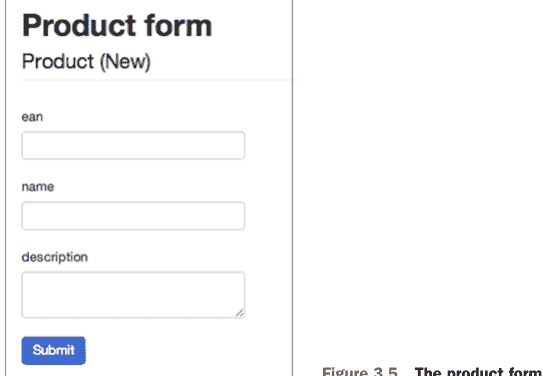 Product form
Product (New)
ean
name
description
Submit
Figure 3.5 The product form